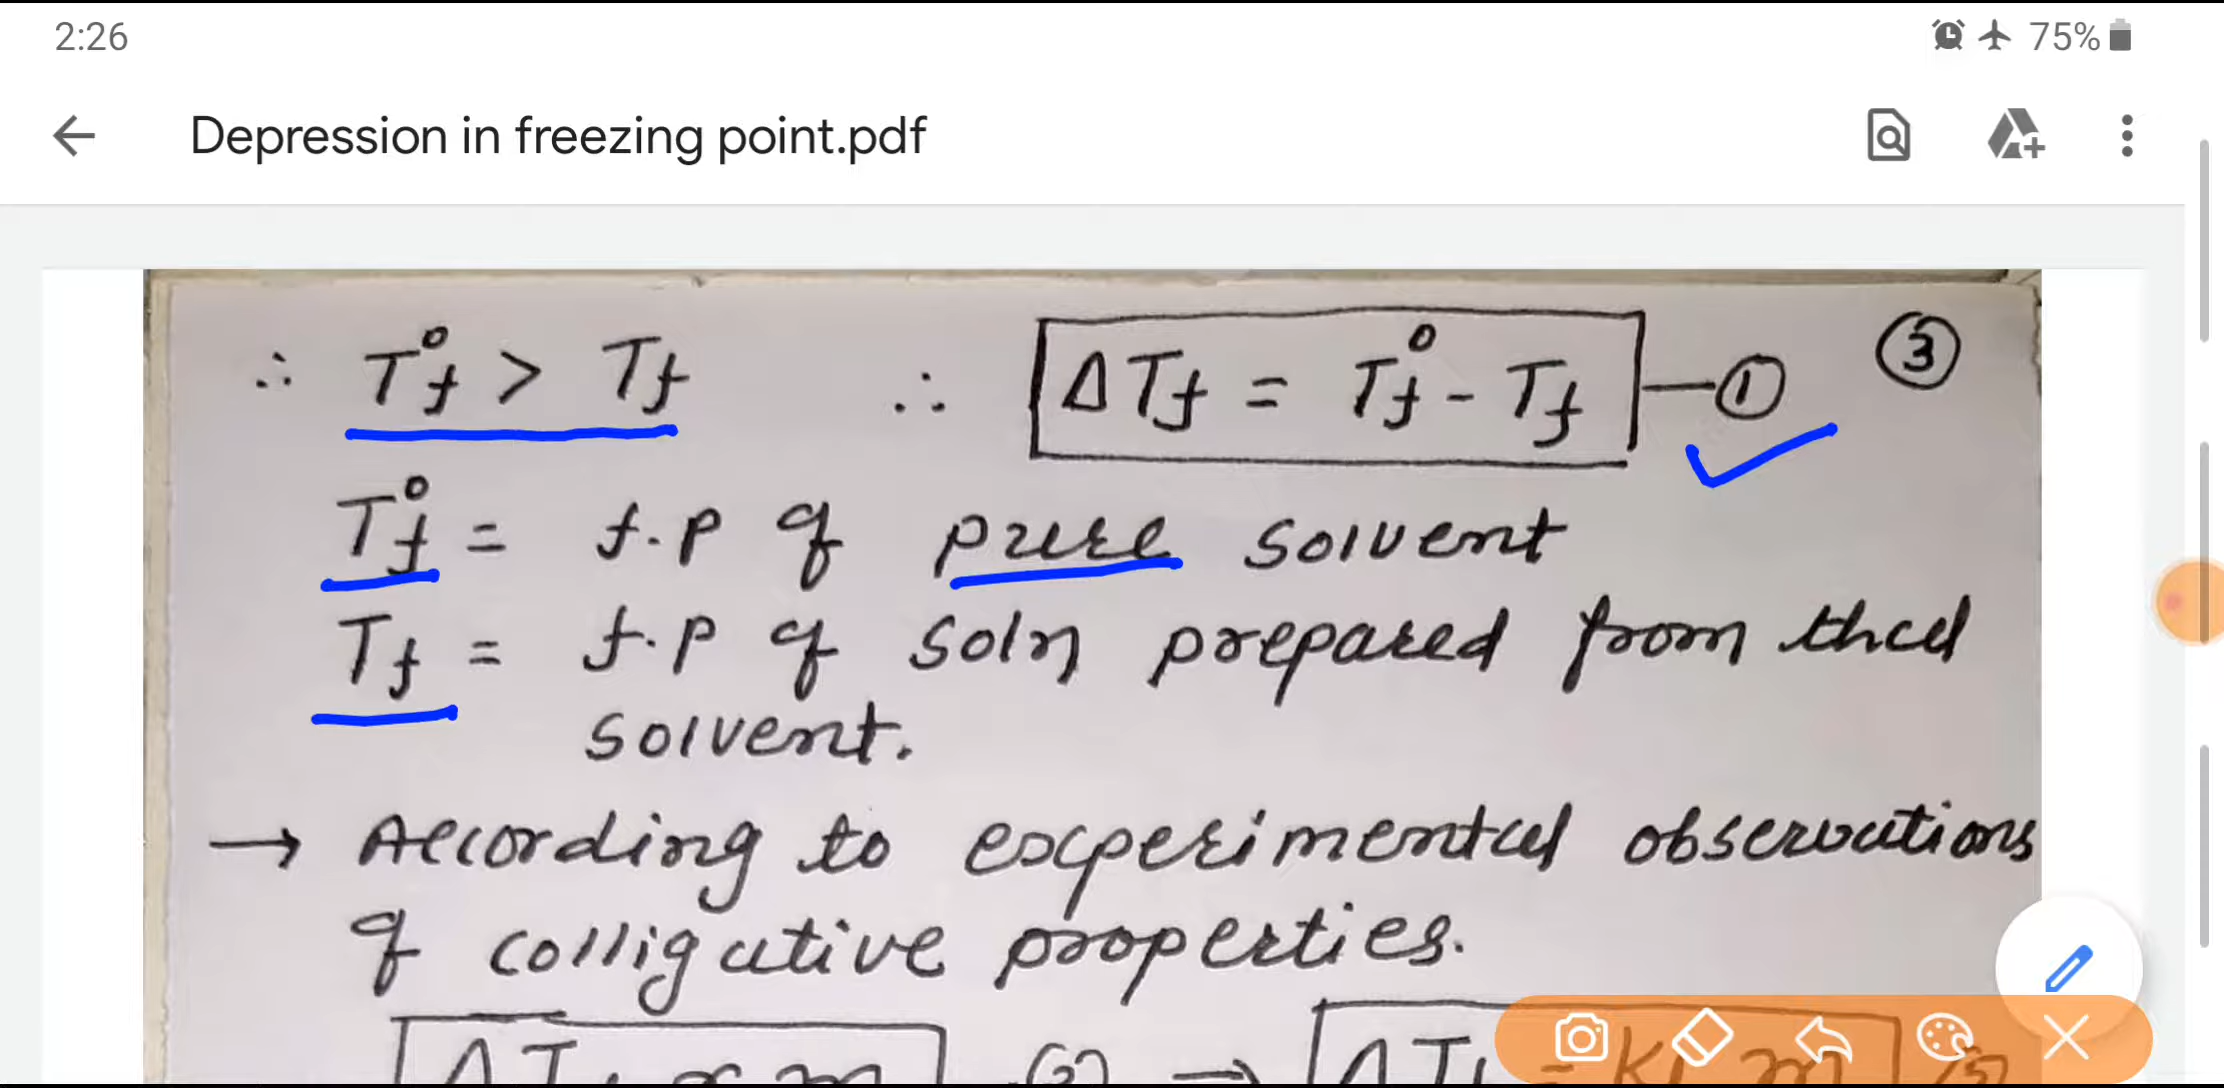 2:26 75%
Depression in freezing point.pdf
∴ T°f > Tf ∴ ΔTf = T°f - Tf —① ③
T°f = f.p of pure solvent
Tf = f.p of soln prepared from that
solvent.
→ According to experimental observations
of colligative properties.